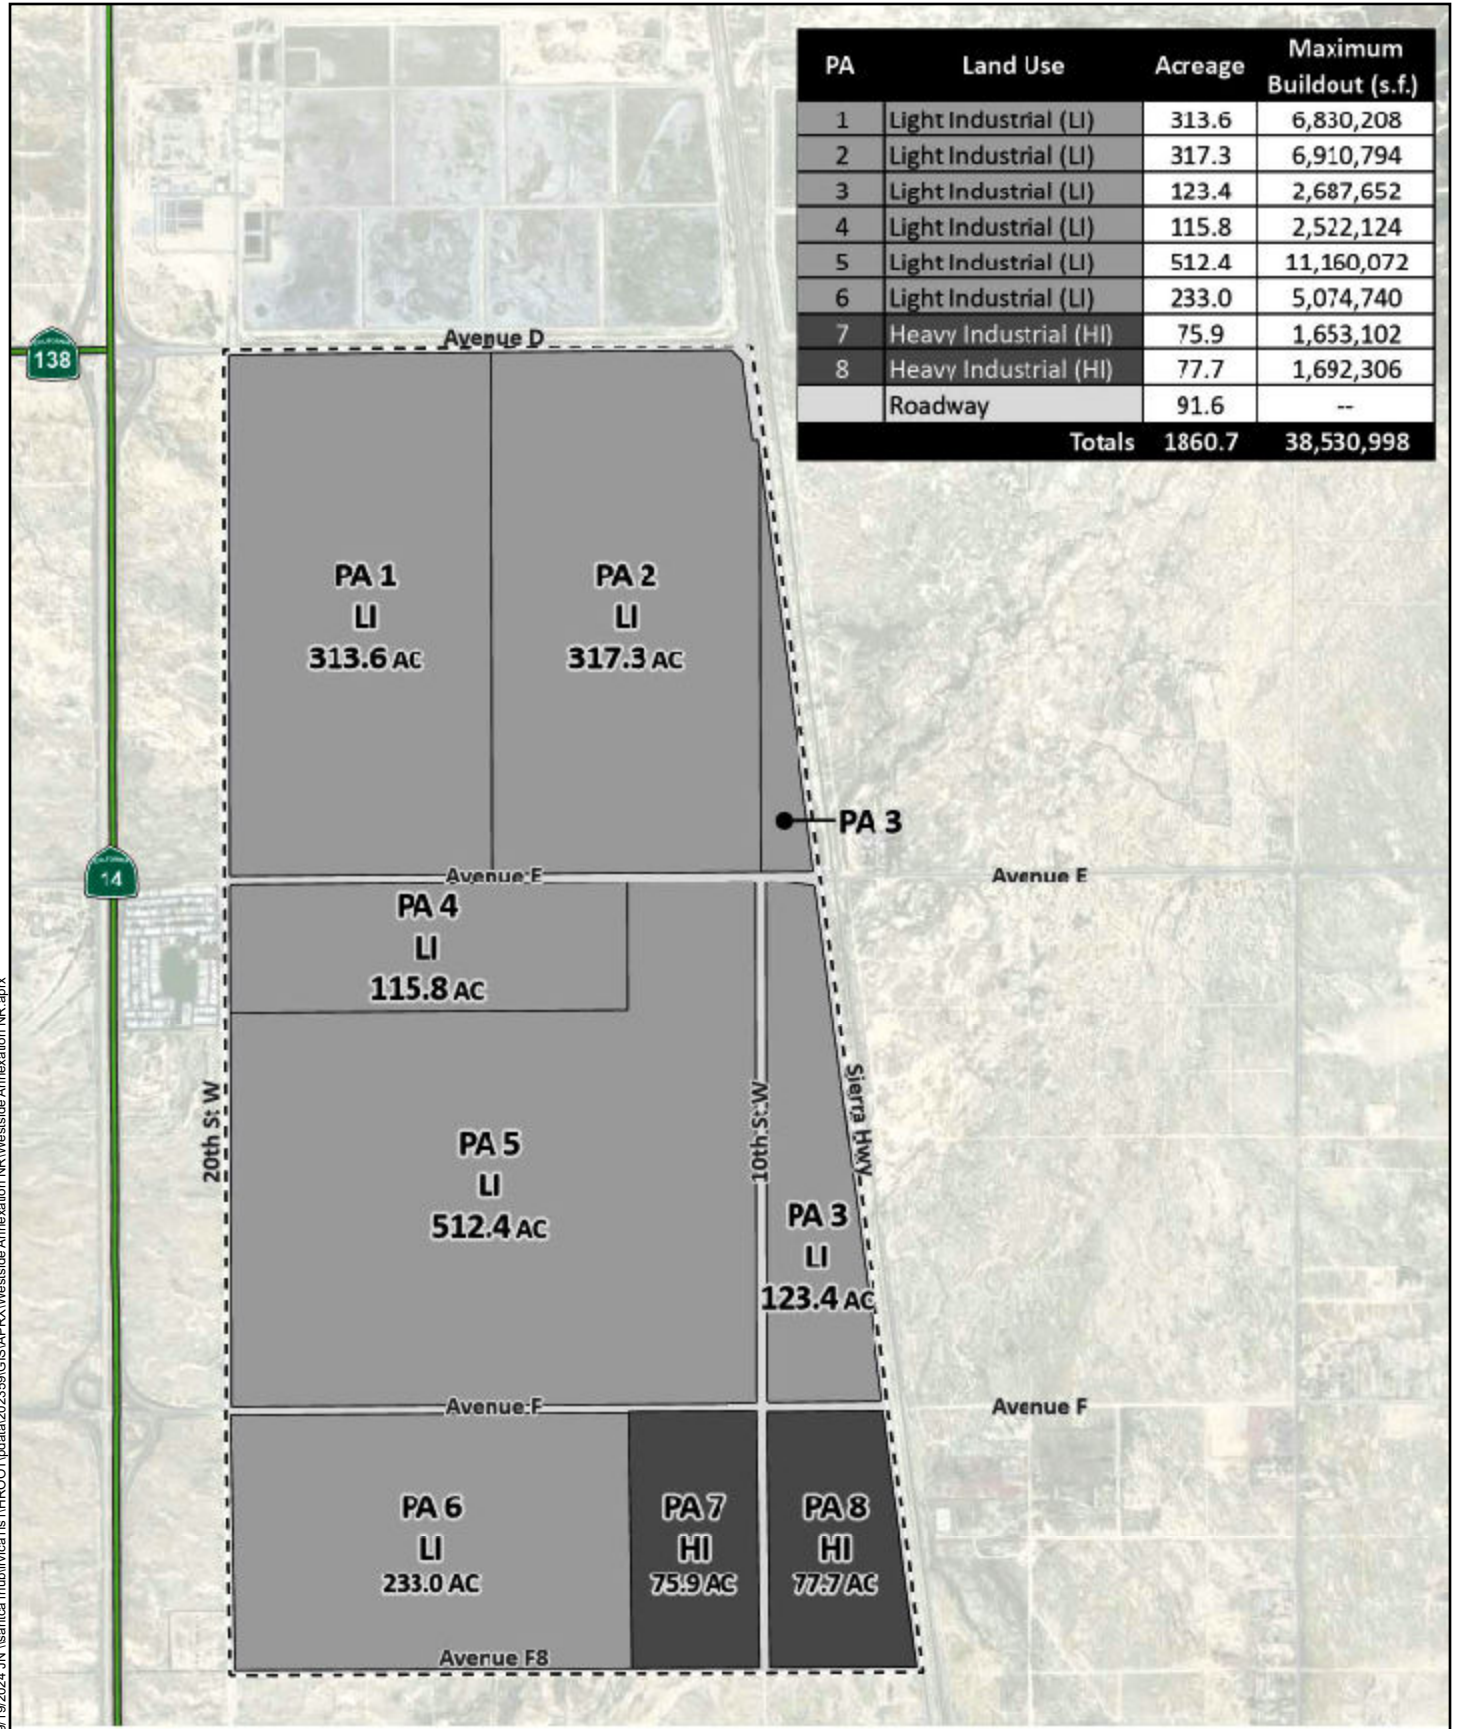 PA Land Use Acreage Maximum Buildout (s.f.)
1 Light Industrial (LI) 313.6 6,830,208
2 Light Industrial (LI) 317.3 6,910,794
3 Light Industrial (LI) 123.4 2,687,652
4 Light Industrial (LI) 115.8 2,522,124
5 Light Industrial (LI) 512.4 11,160,072
6 Light Industrial (LI) 233.0 5,074,740
7 Heavy Industrial (HI) 75.9 1,653,102
8 Heavy Industrial (HI) 77.7 1,692,306
Roadway 91.6 --
Totals 1860.7 38,530,998
Avenue D
CALIFORNIA
138
PA 1
LI
313.6 AC
PA 2
LI
317.3 AC
PA 3
CALIFORNIA
14
Avenue E
Avenue E
PA 4
LI
115.8 AC
20th St W
10th St W
Sierra Hwy
PA 5
LI
512.4 AC
PA 3
LI
123.4 AC
Avenue F
Avenue F
PA 6
LI
233.0 AC
PA 7
HI
75.9 AC
PA 8
HI
77.7 AC
Avenue F8